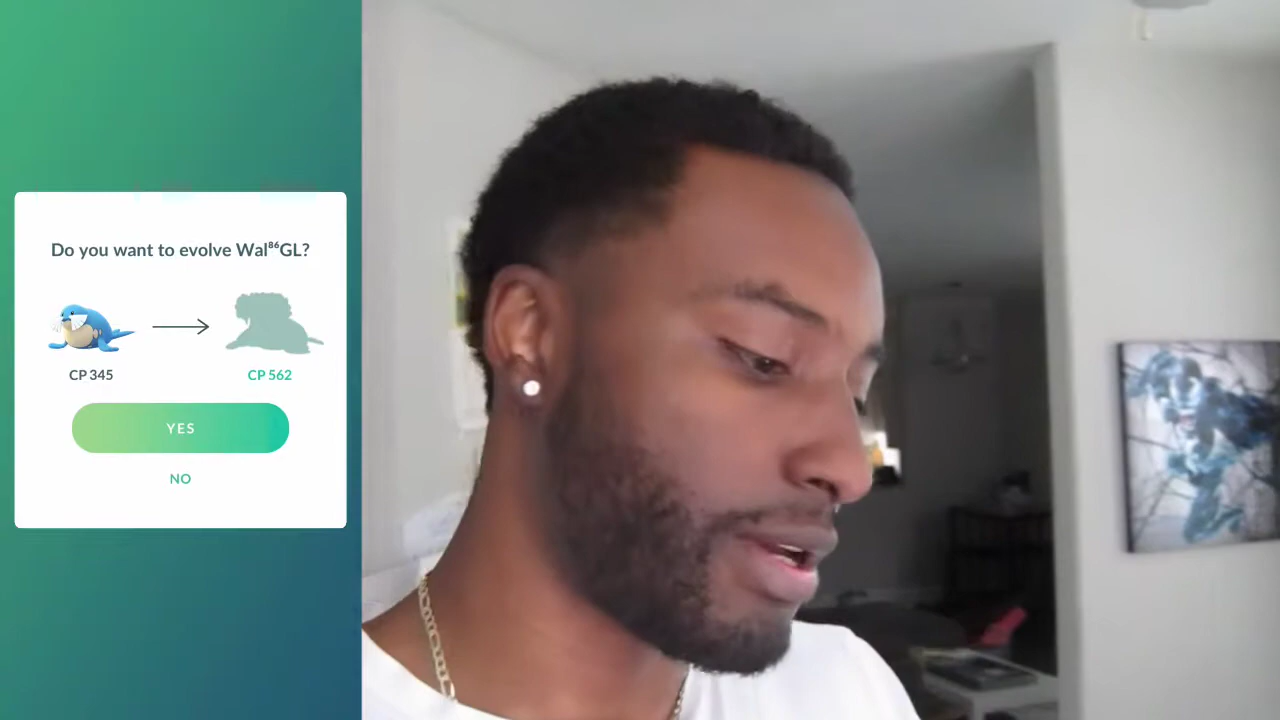 Do you want to evolve Wal⁸⁶GL?
CP 345
CP 562
YES
NO